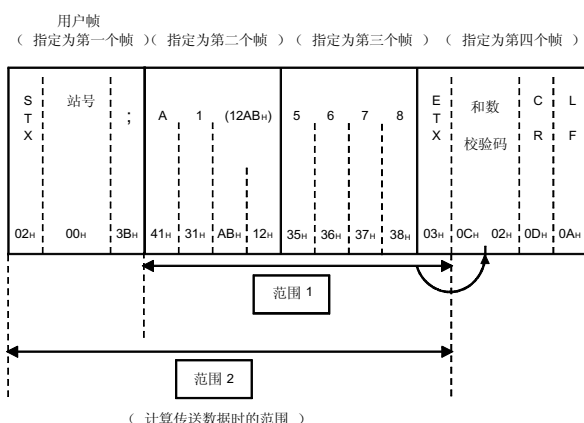 用户帧
( 指定为第一个帧 )( 指定为第二个帧 )( 指定为第三个帧 ) ( 指定为第四个帧 )
STX 站号 ; A 1 (12ABH) 5 6 7 8 ETX 和数校验码 CR LF
02H 00H 3BH 41H 31H ABH 12H 35H 36H 37H 38H 03H 0CH 02H 0DH 0AH
范围 1
范围 2
( 计算传送数据时的范围 )